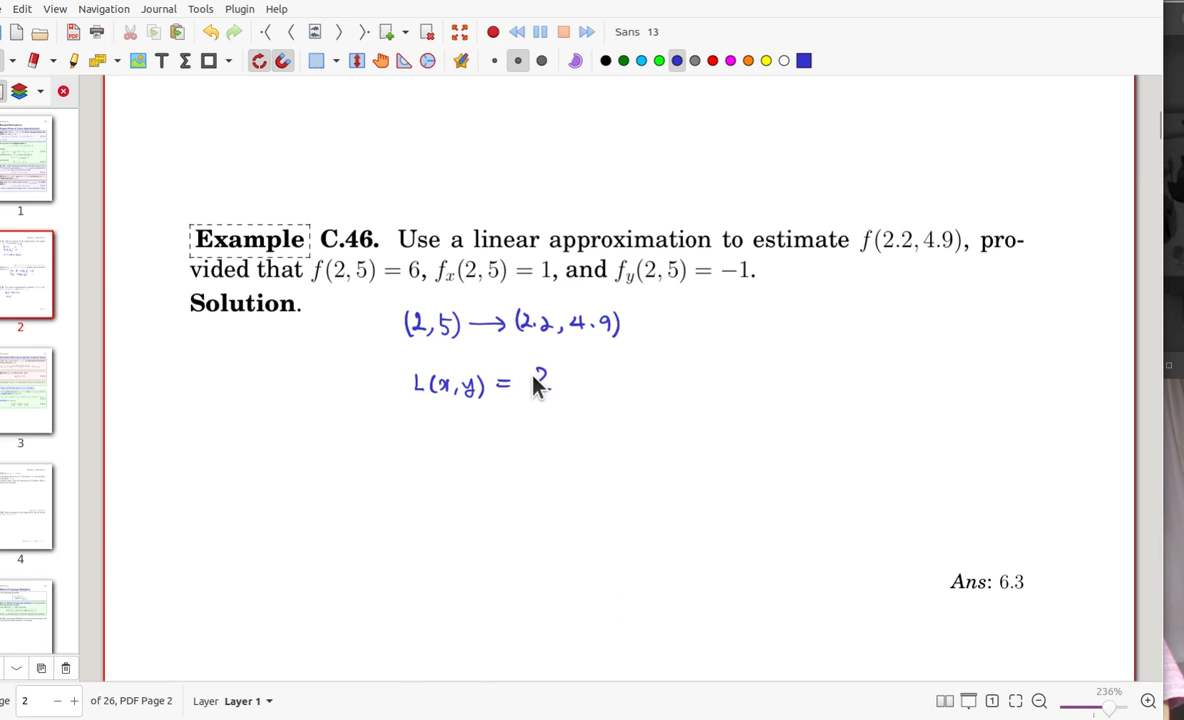 Edit View Navigation Journal Tools Plugin Help
Sans 13
Example C.46. Use a linear approximation to estimate f(2.2, 4.9), pro-
vided that f(2, 5) = 6, fx(2, 5) = 1, and fy(2, 5) = −1.
Solution.
(2,5) → (2.2, 4.9)
L(x,y) = ?
Ans: 6.3
1
2
3
4
ge 2 − + of 26, PDF Page 2 Layer Layer 1
236%